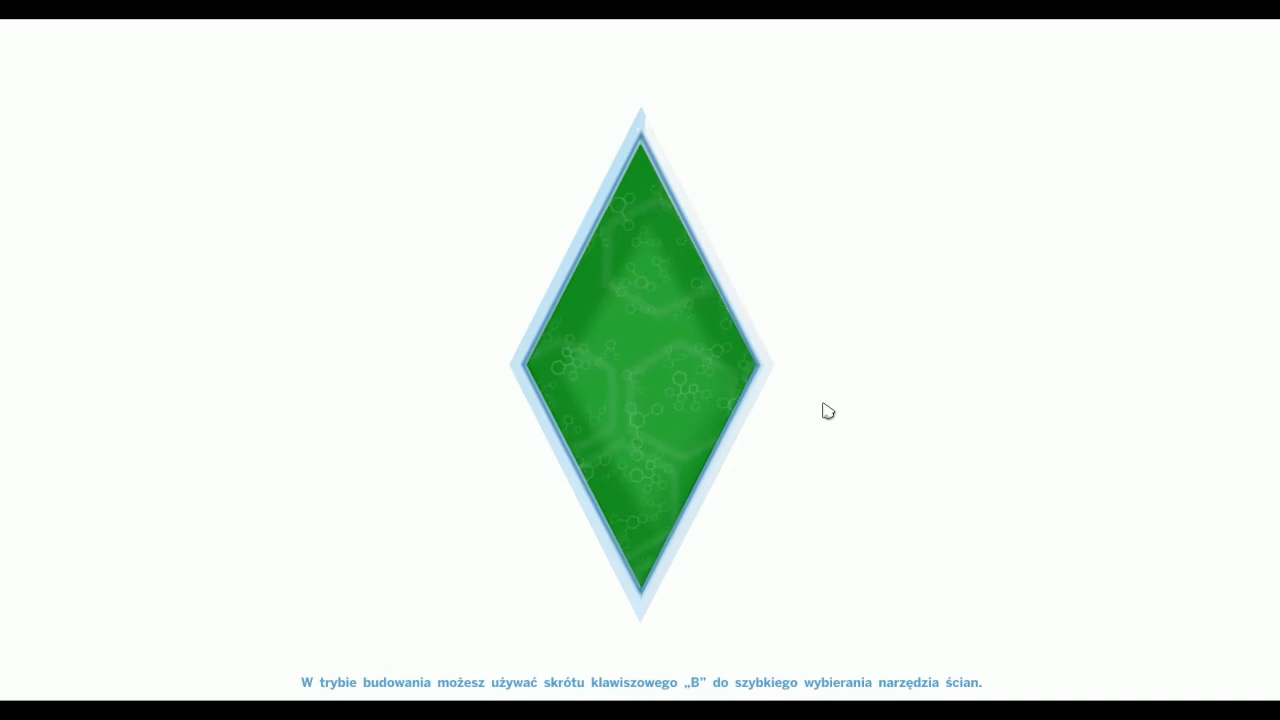 W trybie budowania możesz używać skrótu klawiszowego „B” do szybkiego wybierania narzędzia ścian.